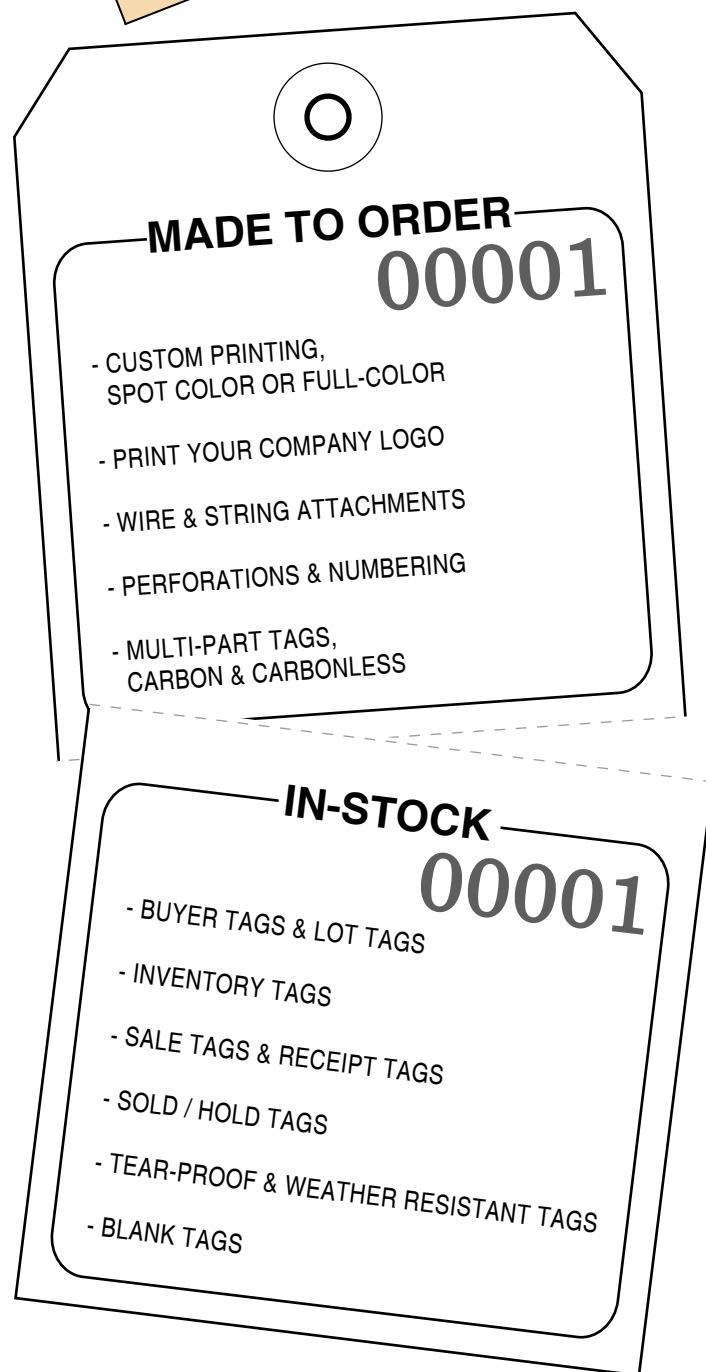 MADE TO ORDER
00001
- CUSTOM PRINTING,
SPOT COLOR OR FULL-COLOR
- PRINT YOUR COMPANY LOGO
- WIRE & STRING ATTACHMENTS
- PERFORATIONS & NUMBERING
- MULTI-PART TAGS,
CARBON & CARBONLESS
IN-STOCK
00001
- BUYER TAGS & LOT TAGS
- INVENTORY TAGS
- SALE TAGS & RECEIPT TAGS
- SOLD / HOLD TAGS
- TEAR-PROOF & WEATHER RESISTANT TAGS
- BLANK TAGS